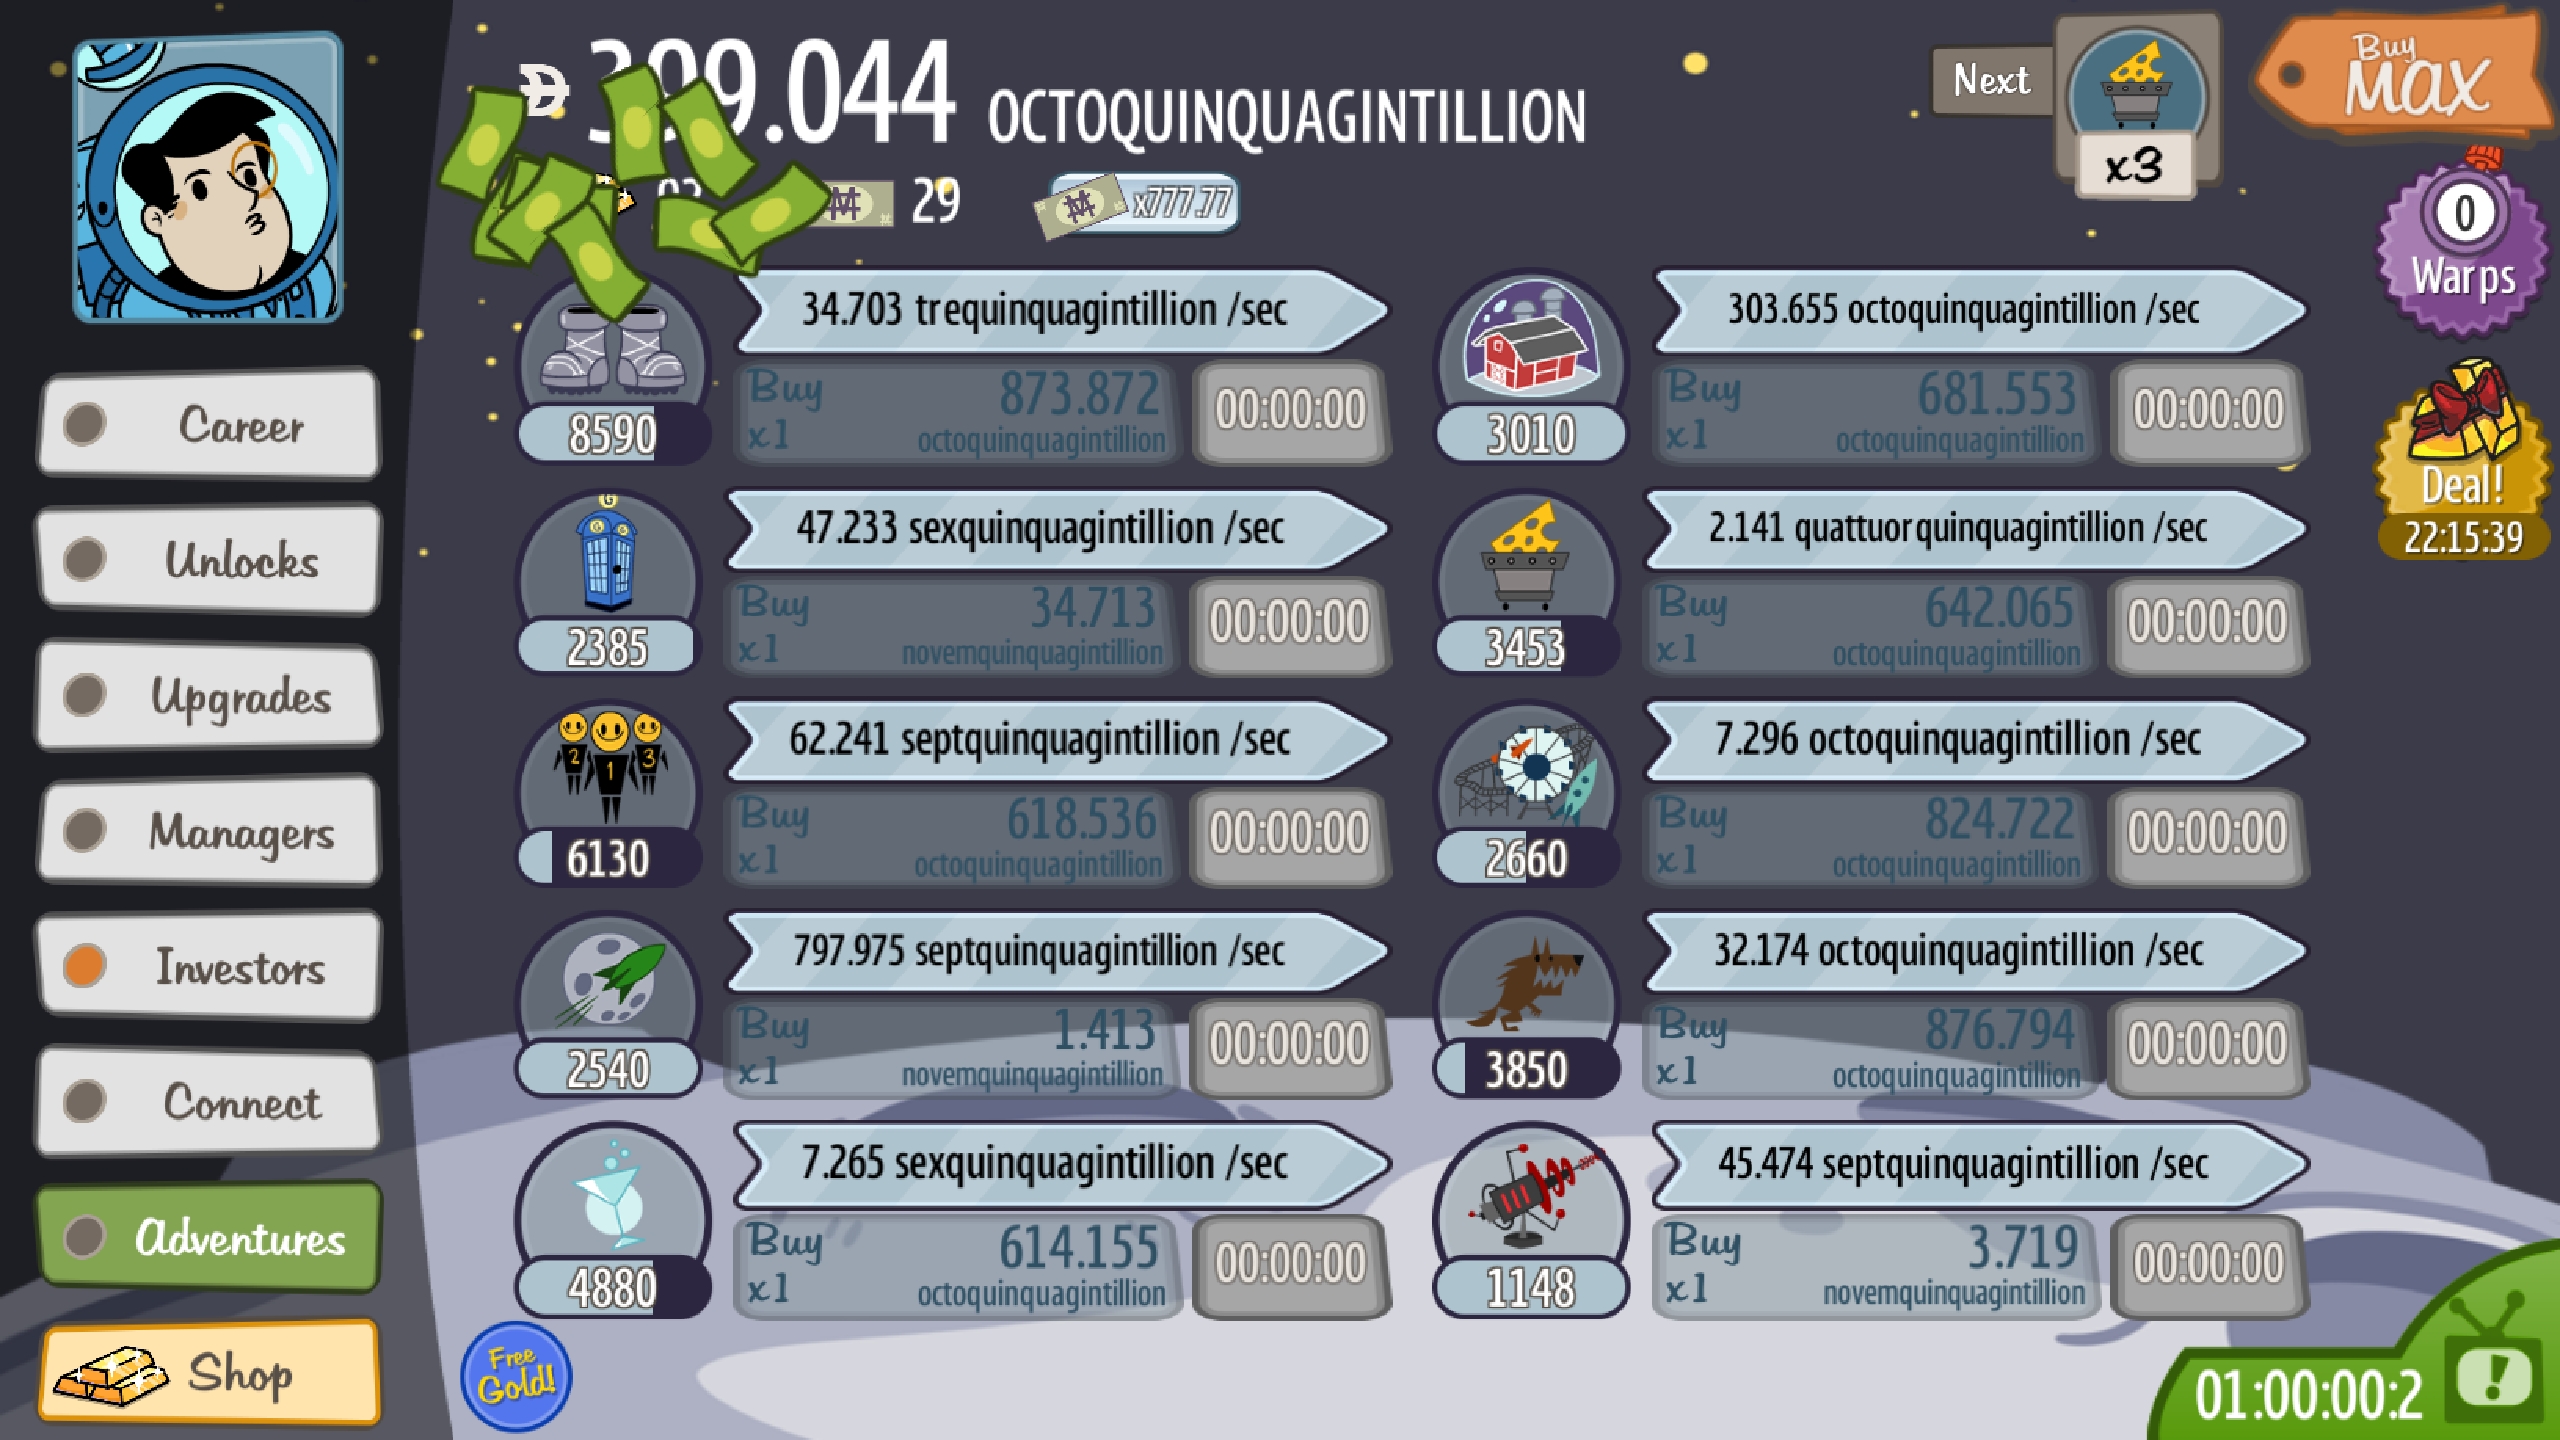 .044 OCTOQUINQUAGINTILLION
Next
x3
Buy
MAX
29
x777.77
0
Warps
Deal!
22:15:39
Career
Unlocks
Upgrades
Managers
Investors
Connect
Adventures
Shop
34.703 trequinquagintillion /sec
Buy 873.872
x1 octoquinquagintillion
00:00:00
8590
303.655 octoquinquagintillion /sec
Buy 681.553
x1 octoquinquagintillion
00:00:00
3010
G
47.233 sexquinquagintillion /sec
Buy 34.713
x1 novemquinquagintillion
00:00:00
2385
2.141 quattuorquinquagintillion /sec
Buy 642.065
x1 octoquinquagintillion
00:00:00
3453
2 1 3
62.241 septquinquagintillion /sec
Buy 618.536
x1 octoquinquagintillion
00:00:00
6130
7.296 octoquinquagintillion /sec
Buy 824.722
x1 octoquinquagintillion
00:00:00
2660
797.975 septquinquagintillion /sec
Buy 1.413
x1 novemquinquagintillion
00:00:00
2540
32.174 octoquinquagintillion /sec
Buy 876.794
x1 octoquinquagintillion
00:00:00
3850
7.265 sexquinquagintillion /sec
Buy 614.155
x1 octoquinquagintillion
00:00:00
4880
45.474 septquinquagintillion /sec
Buy 3.719
x1 novemquinquagintillion
00:00:00
1148
Free
Gold!
01:00:00:2
!